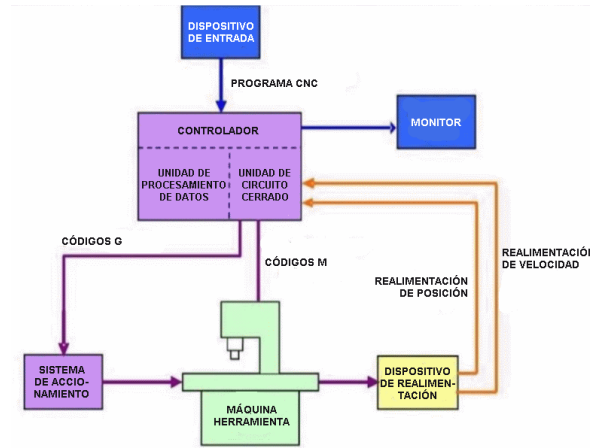 DISPOSITIVO
DE ENTRADA
PROGRAMA CNC
CONTROLADOR
MONITOR
UNIDAD DE
PROCESAMIENTO
DE DATOS
UNIDAD DE
CIRCUITO
CERRADO
CÓDIGOS G
CÓDIGOS M
REALIMENTACIÓN
DE VELOCIDAD
REALIMENTACIÓN
DE POSICIÓN
SISTEMA
DE ACCIO-
NAMIENTO
MÁQUINA
HERRAMIENTA
DISPOSITIVO
DE REALIMEN-
TACIÓN